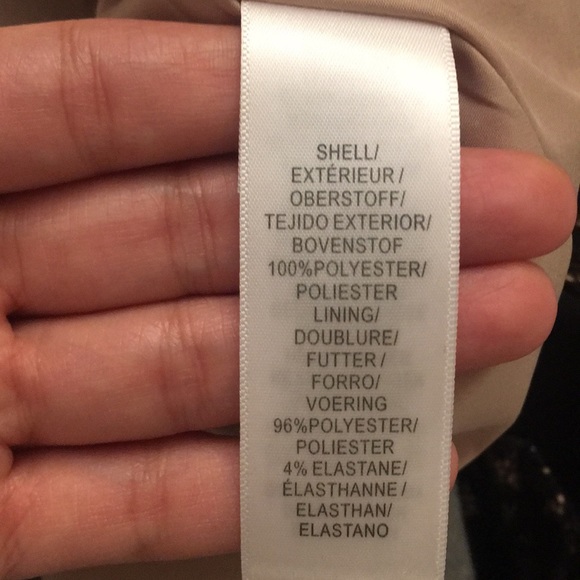 SHELL/
EXTÉRIEUR /
OBERSTOFF/
TEJIDO EXTERIOR/
BOVENSTOF
100%POLYESTER/
POLIESTER
LINING/
DOUBLURE/
FUTTER /
FORRO/
VOERING
96%POLYESTER/
POLIESTER
4% ELASTANE/
ÉLASTHANNE /
ELASTHAN/
ELASTANO